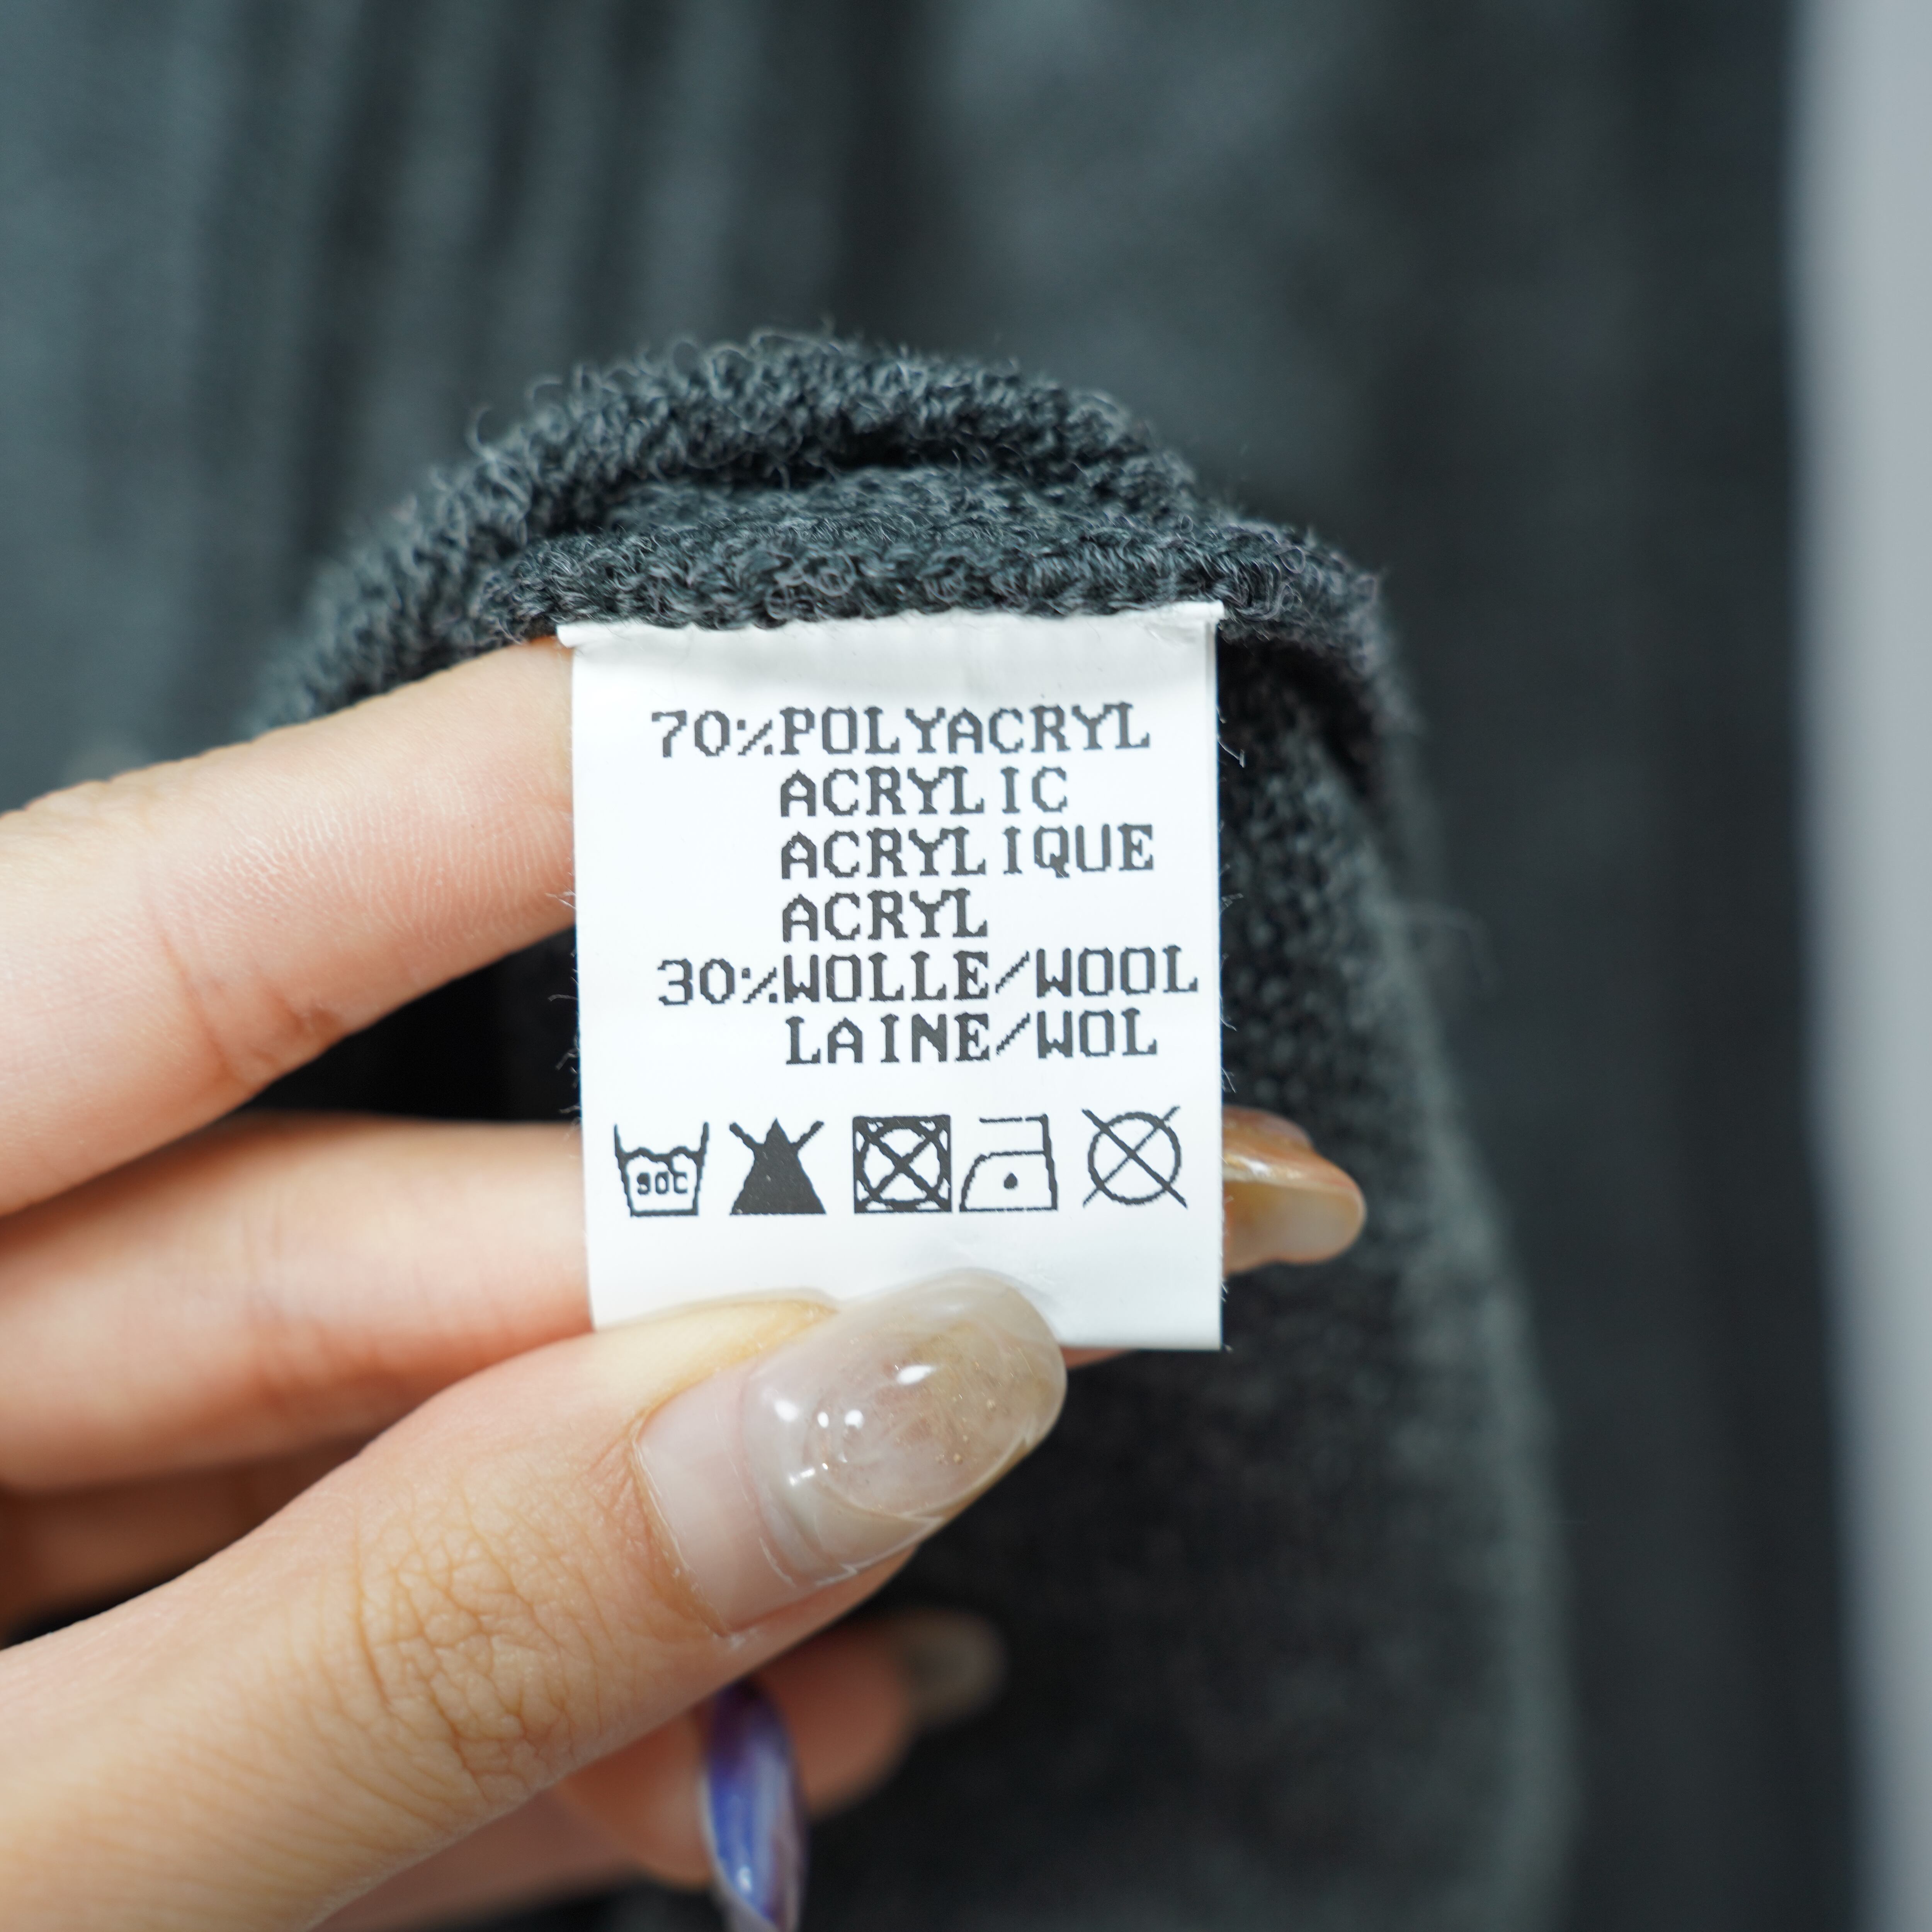 70%POLYACRYL
ACRYLIC
ACRYLIQUE
ACRYL
30%WOLLE/WOOL
LAINE/WOL